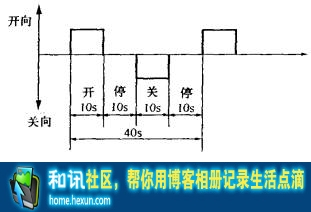 开向
开 停 关 停
10s 10s 10s 10s
关向
40s
和讯社区，帮你用博客相册记录生活点滴
home.hexun.com